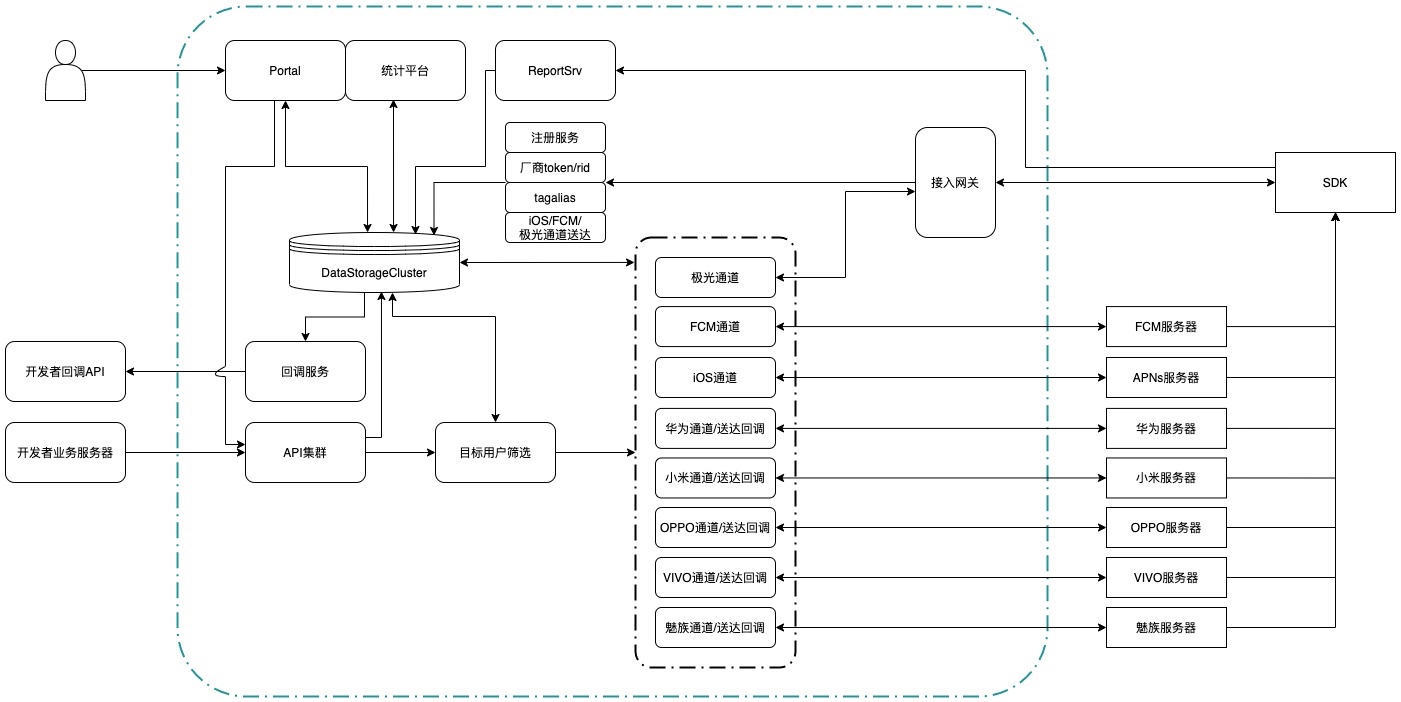 Portal
统计平台
ReportSrv
注册服务
厂商token/rid
tagalias
iOS/FCM/
极光通道送达
接入网关
SDK
DataStorageCluster
极光通道
FCM通道
FCM服务器
开发者回调API
回调服务
iOS通道
APNs服务器
华为通道/送达回调
华为服务器
开发者业务服务器
API集群
目标用户筛选
小米通道/送达回调
小米服务器
OPPO通道/送达回调
OPPO服务器
VIVO通道/送达回调
VIVO服务器
魅族通道/送达回调
魅族服务器